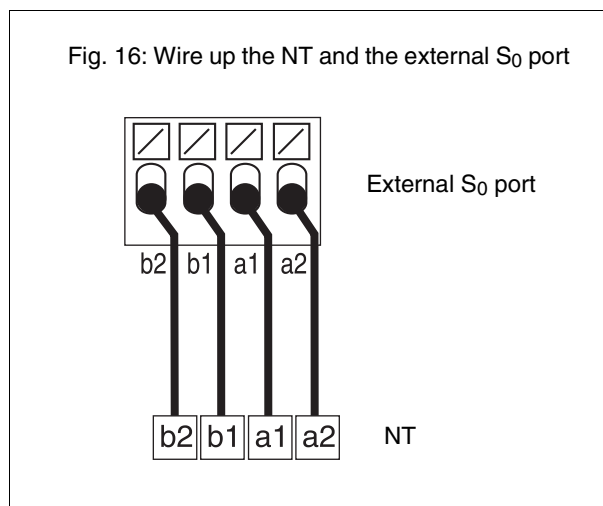 Fig. 16: Wire up the NT and the external S0 port
External S0 port
b2 b1 a1 a2
b2 b1 a1 a2 NT